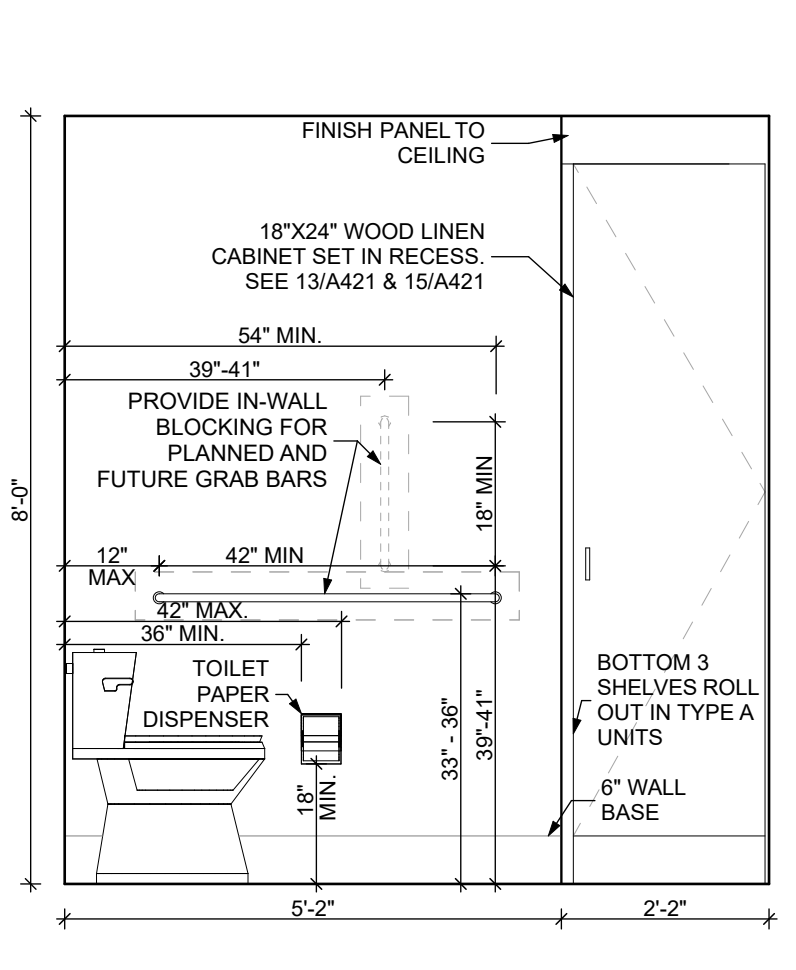 FINISH PANEL TO
CEILING
18"X24" WOOD LINEN
CABINET SET IN RECESS.
SEE 13/A421 & 15/A421
54" MIN.
39"-41"
PROVIDE IN-WALL
BLOCKING FOR
PLANNED AND
FUTURE GRAB BARS
18" MIN
8'-0"
12"
MAX
42" MIN
42" MAX.
36" MIN.
TOILET
PAPER
DISPENSER
33" - 36"
39"-41"
18"
MIN.
BOTTOM 3
SHELVES ROLL
OUT IN TYPE A
UNITS
6" WALL
BASE
5'-2"
2'-2"